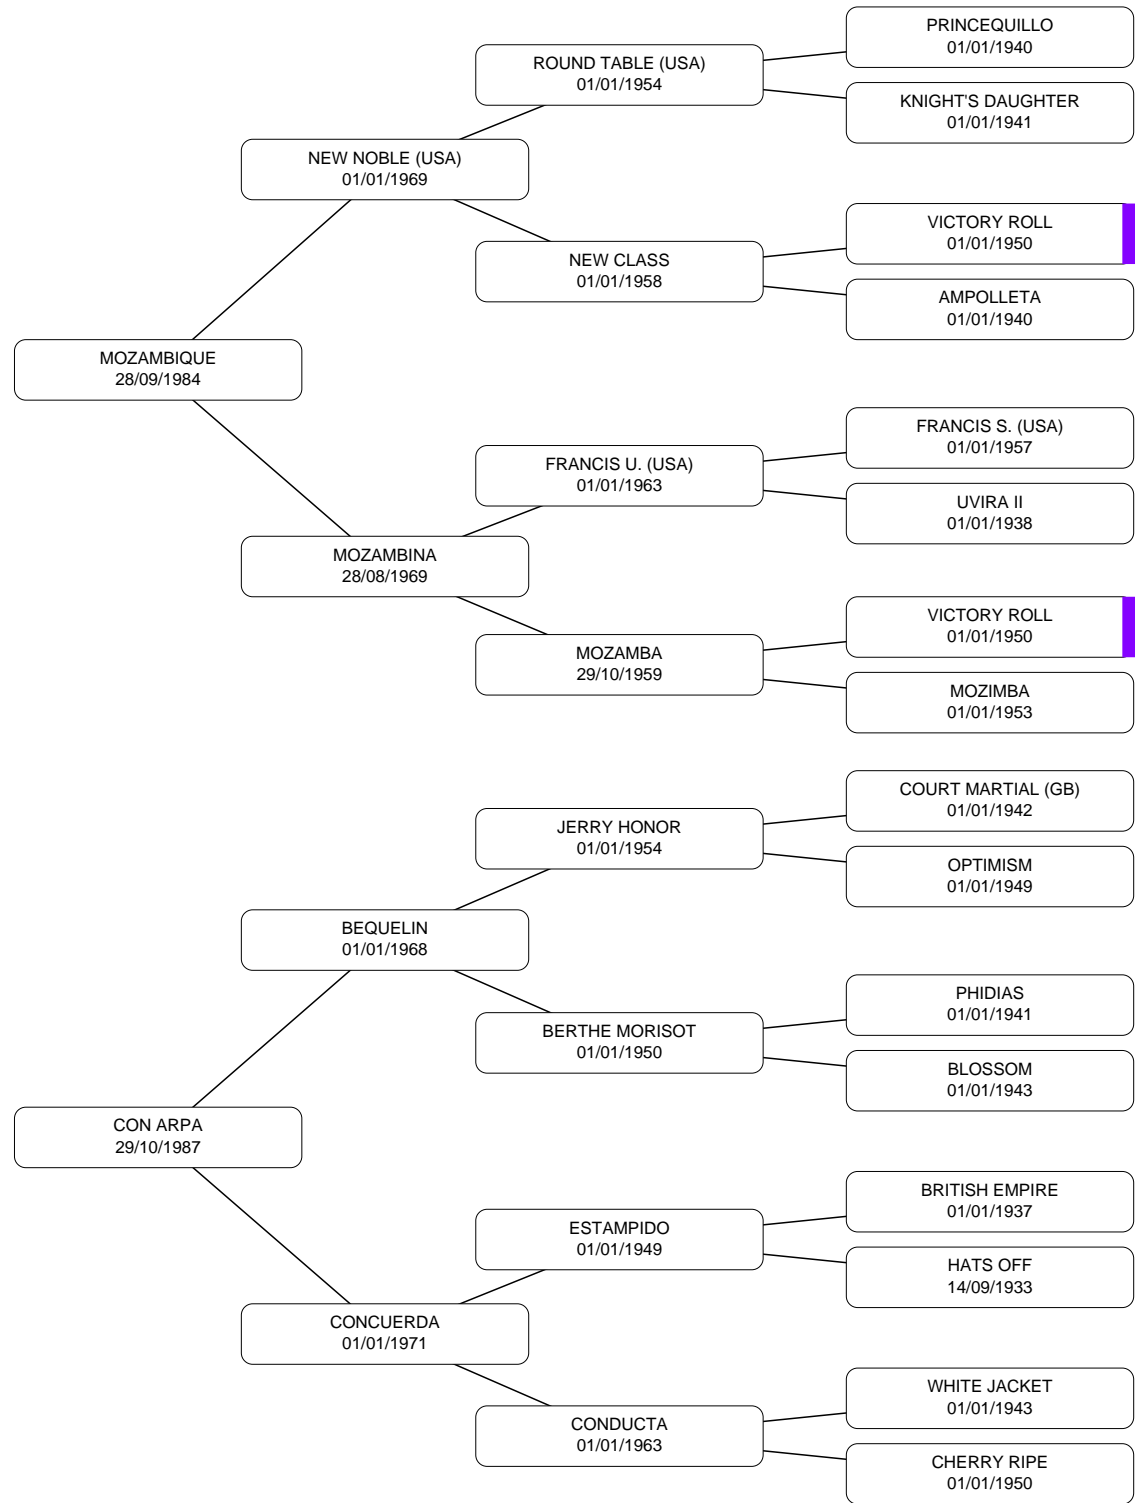 PRINCEQUILLO
01/01/1940
ROUND TABLE (USA)
01/01/1954
KNIGHT'S DAUGHTER
01/01/1941
NEW NOBLE (USA)
01/01/1969
VICTORY ROLL
01/01/1950
NEW CLASS
01/01/1958
AMPOLLETA
01/01/1940
MOZAMBIQUE
28/09/1984
FRANCIS S. (USA)
01/01/1957
FRANCIS U. (USA)
01/01/1963
UVIRA II
01/01/1938
MOZAMBINA
28/08/1969
VICTORY ROLL
01/01/1950
MOZAMBA
29/10/1959
MOZIMBA
01/01/1953
COURT MARTIAL (GB)
01/01/1942
JERRY HONOR
01/01/1954
OPTIMISM
01/01/1949
BEQUELIN
01/01/1968
PHIDIAS
01/01/1941
BERTHE MORISOT
01/01/1950
BLOSSOM
01/01/1943
CON ARPA
29/10/1987
BRITISH EMPIRE
01/01/1937
ESTAMPIDO
01/01/1949
HATS OFF
14/09/1933
CONCUERDA
01/01/1971
WHITE JACKET
01/01/1943
CONDUCTA
01/01/1963
CHERRY RIPE
01/01/1950